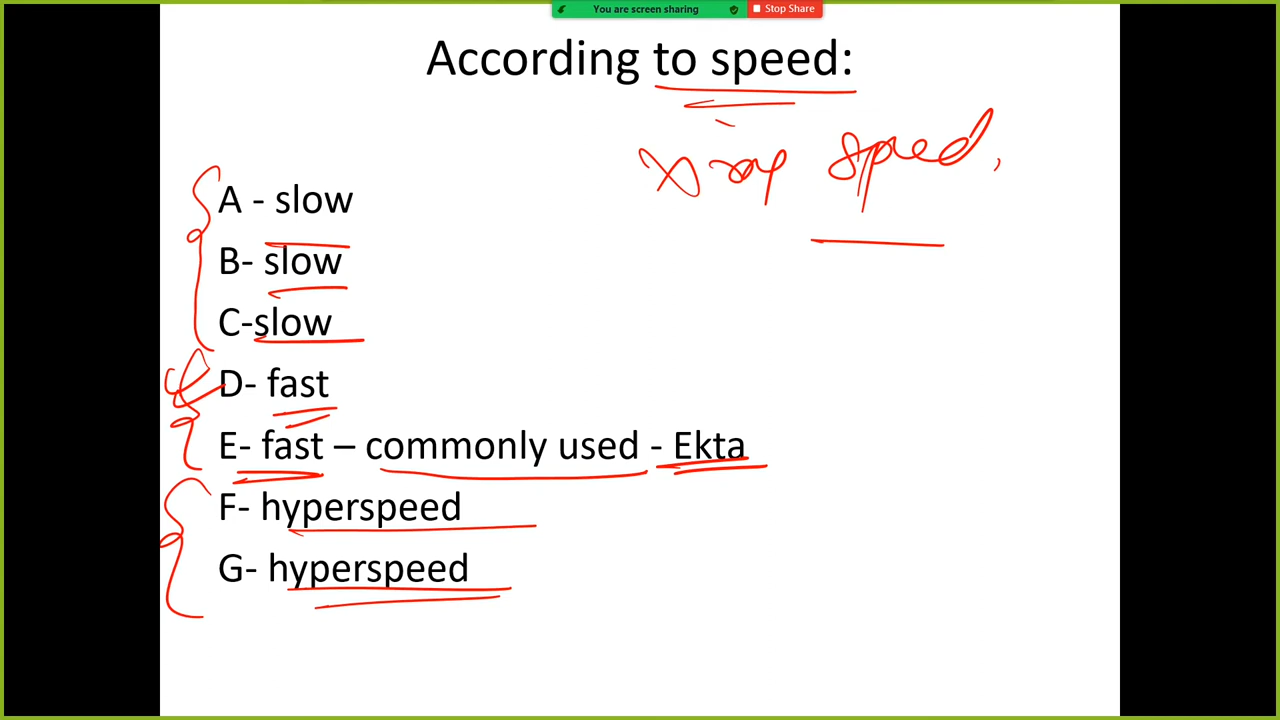 You are screen sharing Stop Share
According to speed:
X-ray speed,
A - slow
B- slow
C-slow
D- fast
E- fast – commonly used - Ekta
F- hyperspeed
G- hyperspeed